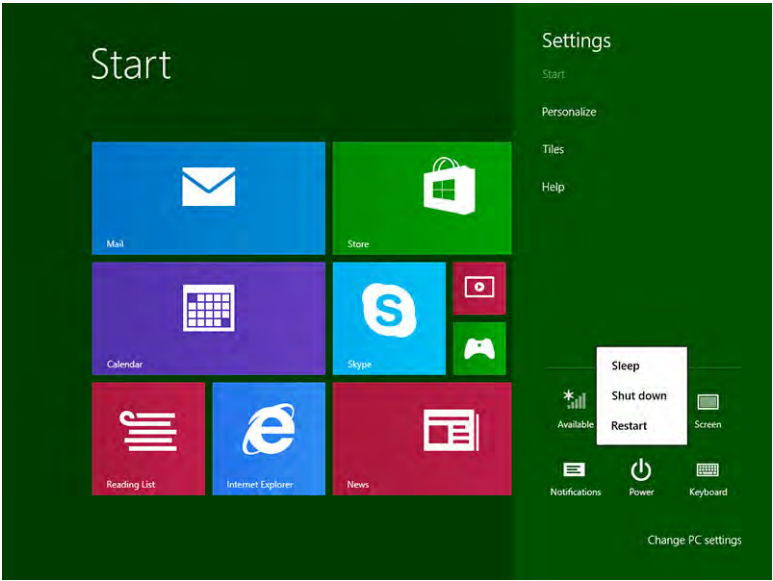 Start
Mail
Store
Calendar
Skype
Reading List
Internet Explorer
News
Settings
Start
Personalize
Tiles
Help
Sleep
Shut down
Restart
Available
Screen
Notifications
Power
Keyboard
Change PC settings